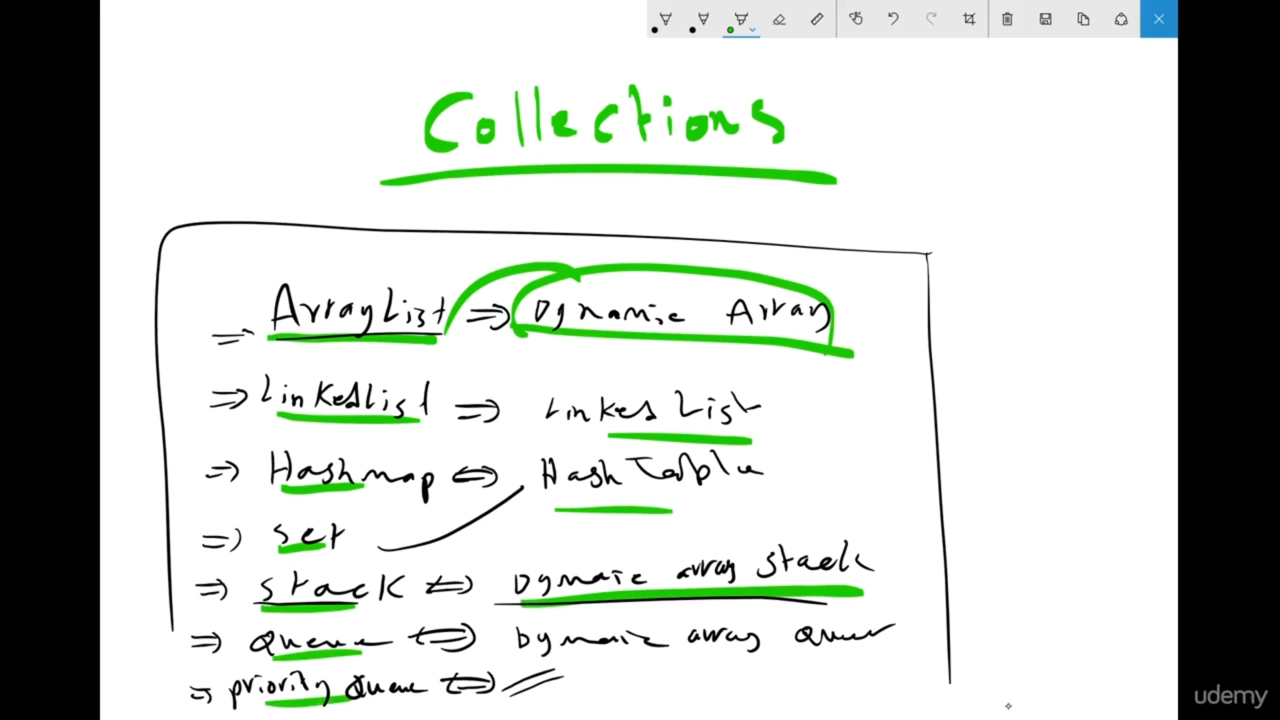 Collections
⇒ ArrayList ⇒ Dynamic Array
⇒ LinkedList ⇒ Linked List
⇒ Hashmap ⇔ Hash Table
⇒ Set
⇒ Stack ⇔ Dynamic array Stack
⇒ Queue ⇔ Dynamic array Queue
⇒ priority Queue ⇔
udemy